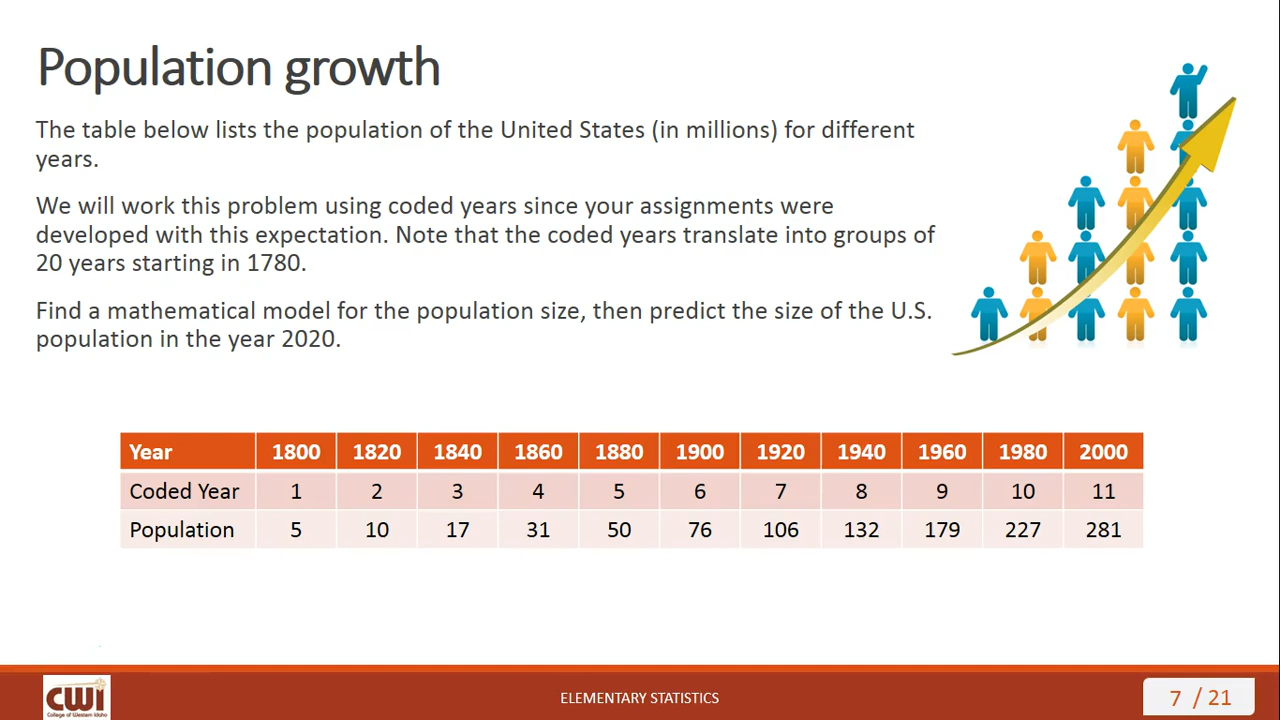 Population growth
The table below lists the population of the United States (in millions) for different
years.
We will work this problem using coded years since your assignments were
developed with this expectation. Note that the coded years translate into groups of
20 years starting in 1780.
Find a mathematical model for the population size, then predict the size of the U.S.
population in the year 2020.
Year 1800 1820 1840 1860 1880 1900 1920 1940 1960 1980 2000
Coded Year 1 2 3 4 5 6 7 8 9 10 11
Population 5 10 17 31 50 76 106 132 179 227 281
CWI
College of Western Idaho
ELEMENTARY STATISTICS
7 / 21